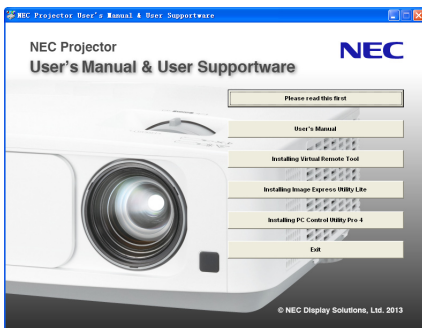 NEC Projector User's Manual & User Supportware
NEC Projector
NEC
User's Manual & User Supportware
Please read this first
User's Manual
Installing Virtual Remote Tool
Installing Image Express Utility Lite
Installing PC Control Utility Pro 4
Exit
© NEC Display Solutions, Ltd. 2013